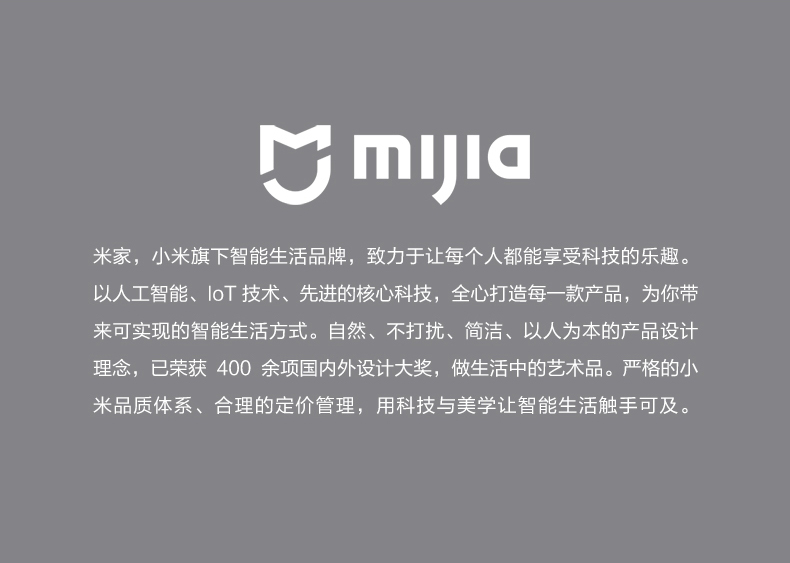 mijia
米家，小米旗下智能生活品牌，致力于让每个人都能享受科技的乐趣。
以人工智能、IoT 技术、先进的核心科技，全心打造每一款产品，为你带
来可实现的智能生活方式。自然、不打扰、简洁、以人为本的产品设计
理念，已荣获 400 余项国内外设计大奖，做生活中的艺术品。严格的小
米品质体系、合理的定价管理，用科技与美学让智能生活触手可及。